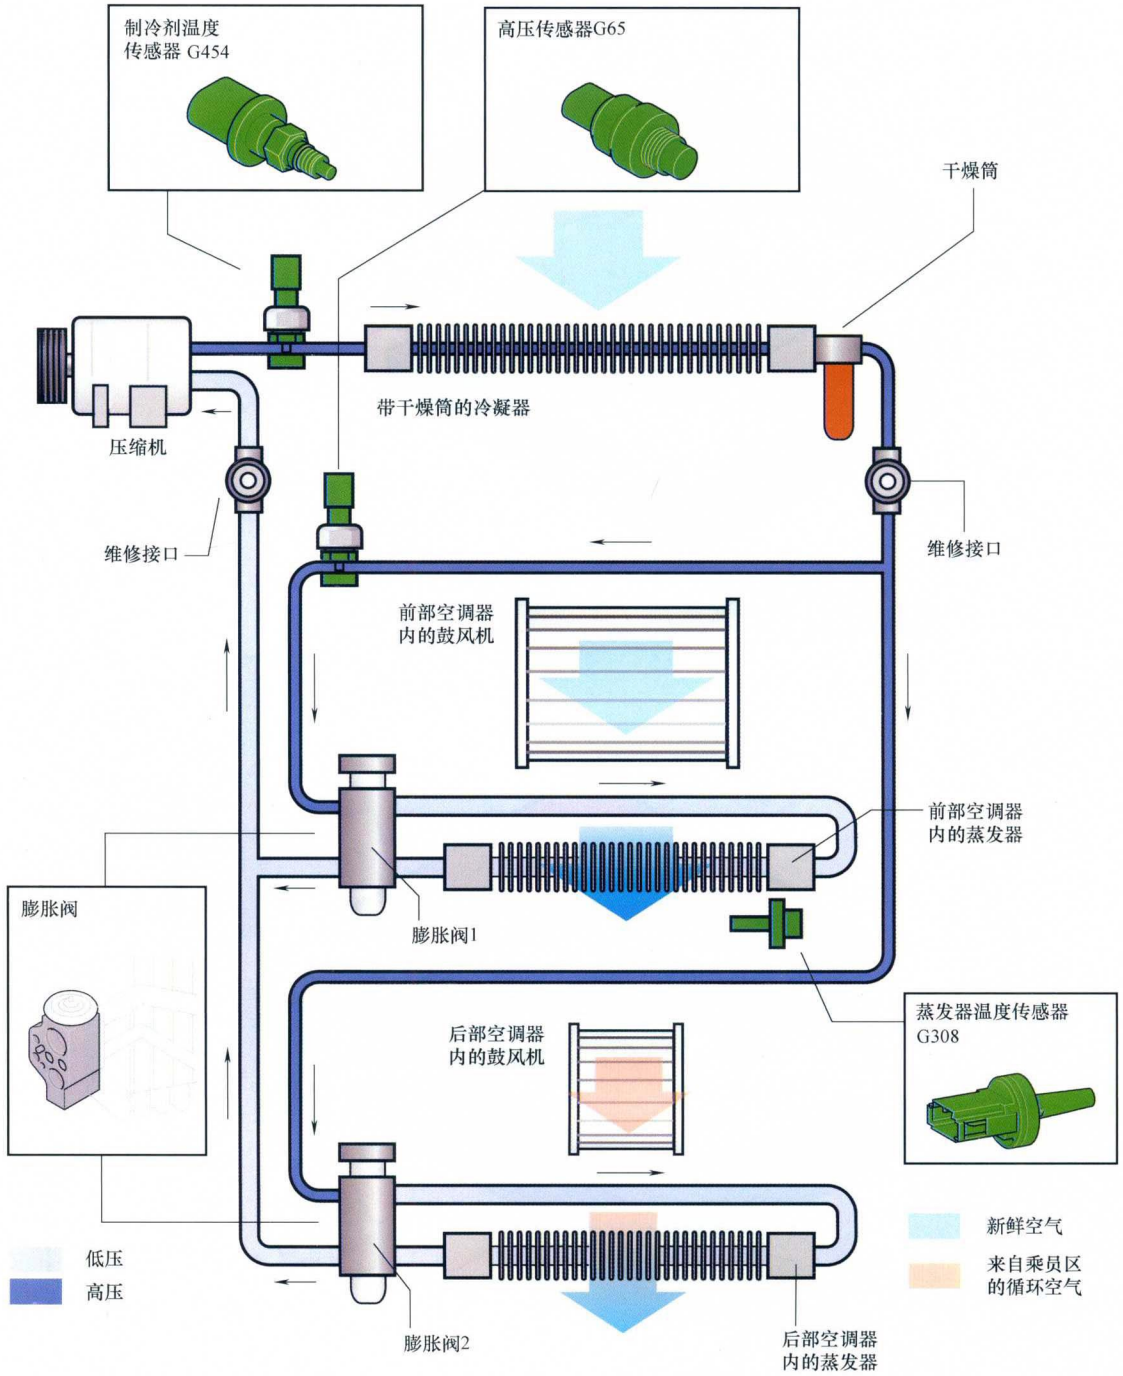 制冷剂温度
传感器 G454
高压传感器G65
干燥筒
带干燥筒的冷凝器
压缩机
维修接口
维修接口
前部空调器
内的鼓风机
前部空调器
内的蒸发器
膨胀阀
膨胀阀1
后部空调器
内的鼓风机
蒸发器温度传感器
G308
低压
高压
新鲜空气
来自乘员区
的循环空气
膨胀阀2
后部空调器
内的蒸发器